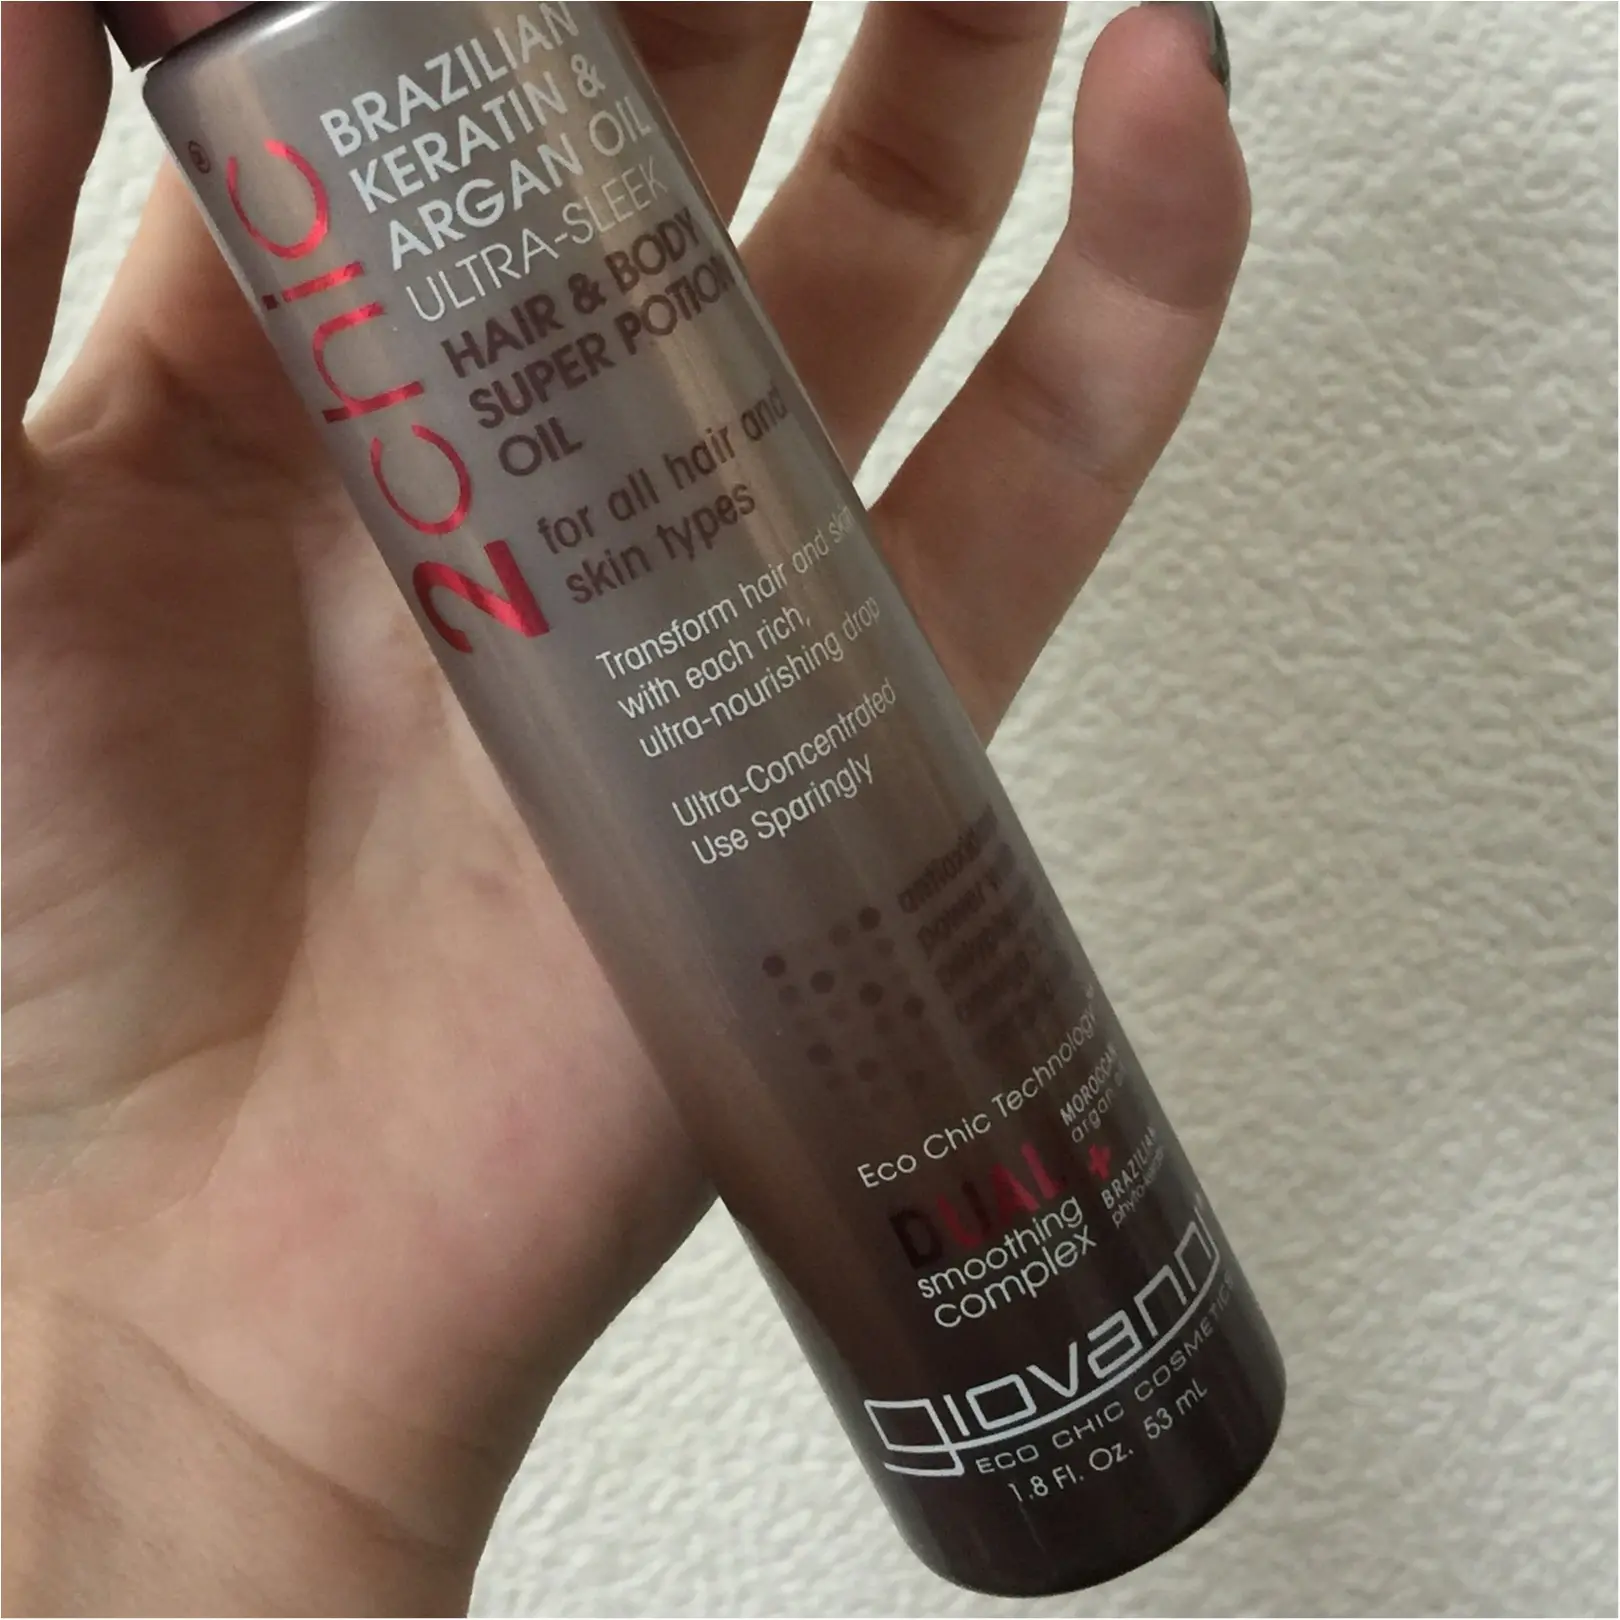 2chic®
BRAZILIAN
KERATIN &
ARGAN OIL
ULTRA-SLEEK
HAIR & BODY
SUPER POTION
OIL
for all hair and
skin types
Transform hair and skin
with each rich,
ultra-nourishing drop
Ultra-Concentrated
Use Sparingly
power
Eco Chic Technology™
DUAL +
smoothing
complex
MOROCCAN
argan oil
BRAZILIAN
giovanni
ECO CHIC COSMETICS
1.8 Fl. Oz. 53 mL